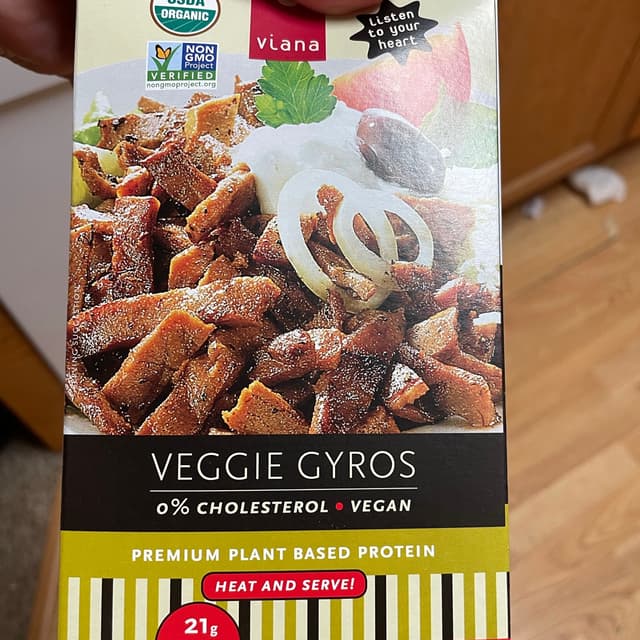 USDA
ORGANIC
NON
GMO
Project
VERIFIED
nongmoproject.org
viana
Listen
to your
heart
VEGGIE GYROS
0% CHOLESTEROL • VEGAN
PREMIUM PLANT BASED PROTEIN
HEAT AND SERVE!
21g